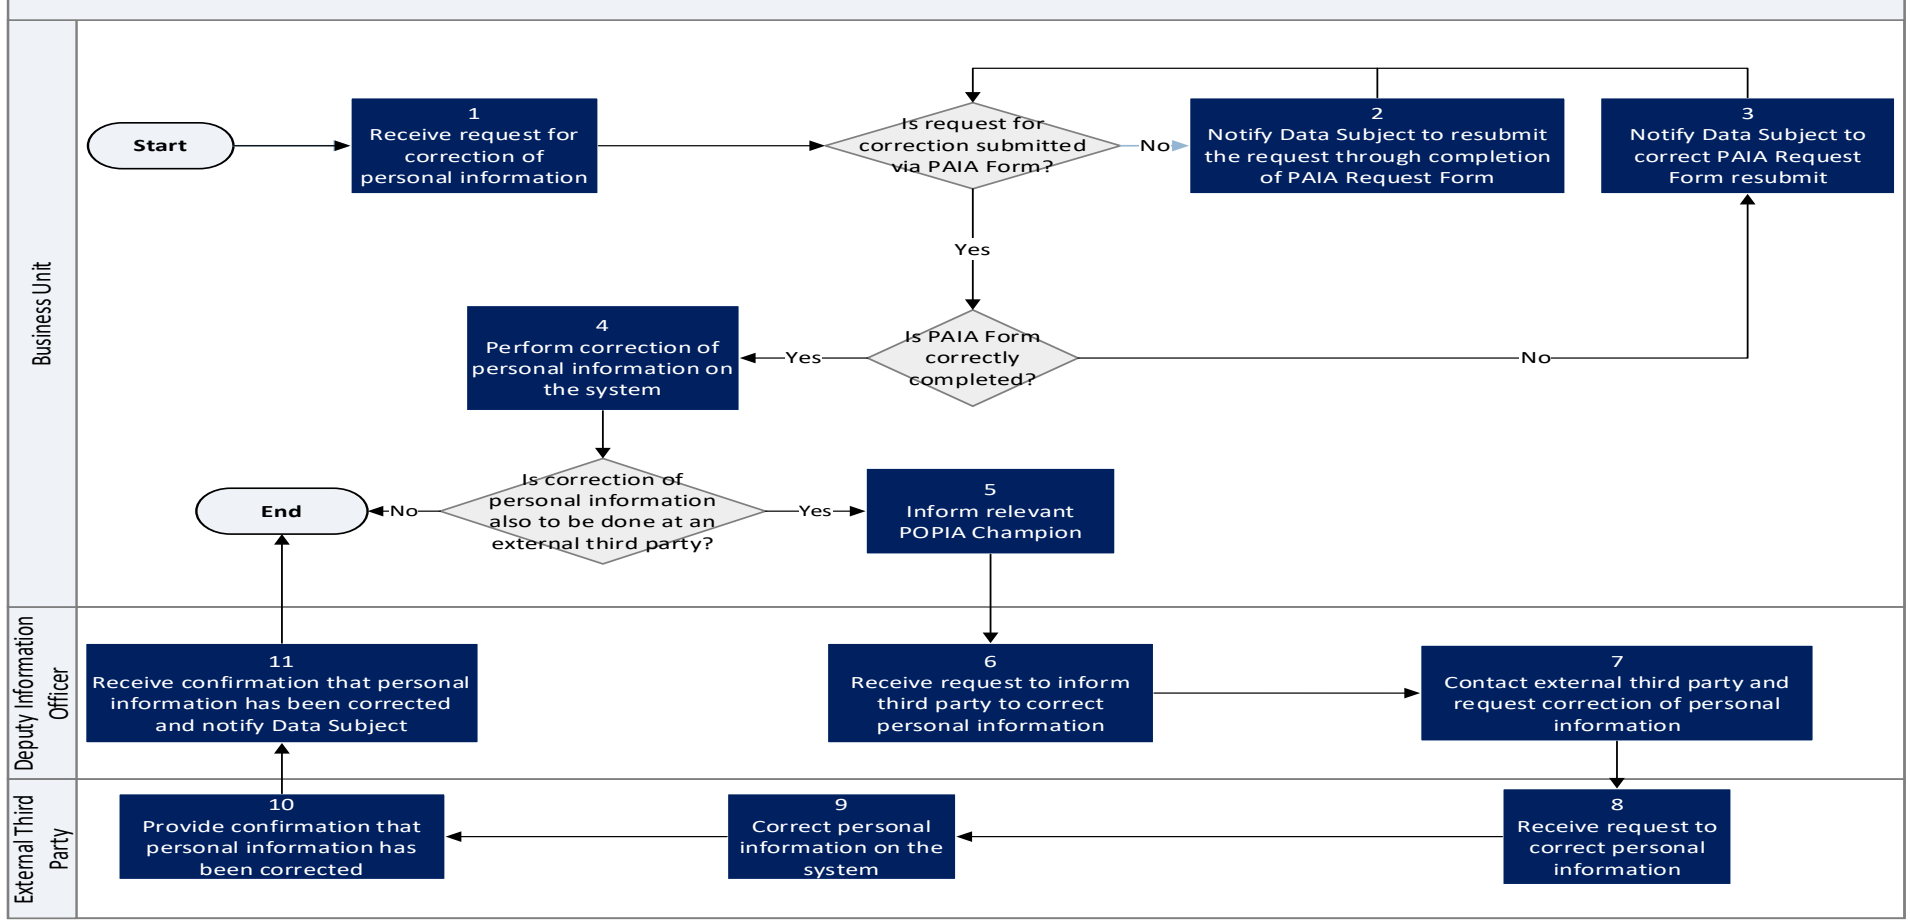 Business Unit
Start
1
Receive request for
correction of
personal information
Is request for
correction submitted
via PAIA Form?
No
2
Notify Data Subject to resubmit
the request through completion
of PAIA Request Form
3
Notify Data Subject to
correct PAIA Request
Form resubmit
Yes
Is PAIA Form
correctly
completed?
No
Yes
4
Perform correction of
personal information on
the system
Is correction of
personal information
also to be done at an
external third party?
No
End
Yes
5
Inform relevant
POPIA Champion
Deputy Information
Officer
6
Receive request to inform
third party to correct
personal information
7
Contact external third party and
request correction of personal
information
11
Receive confirmation that personal
information has been corrected
and notify Data Subject
External Third
Party
8
Receive request to
correct personal
information
9
Correct personal
information on the
system
10
Provide confirmation that
personal information has
been corrected